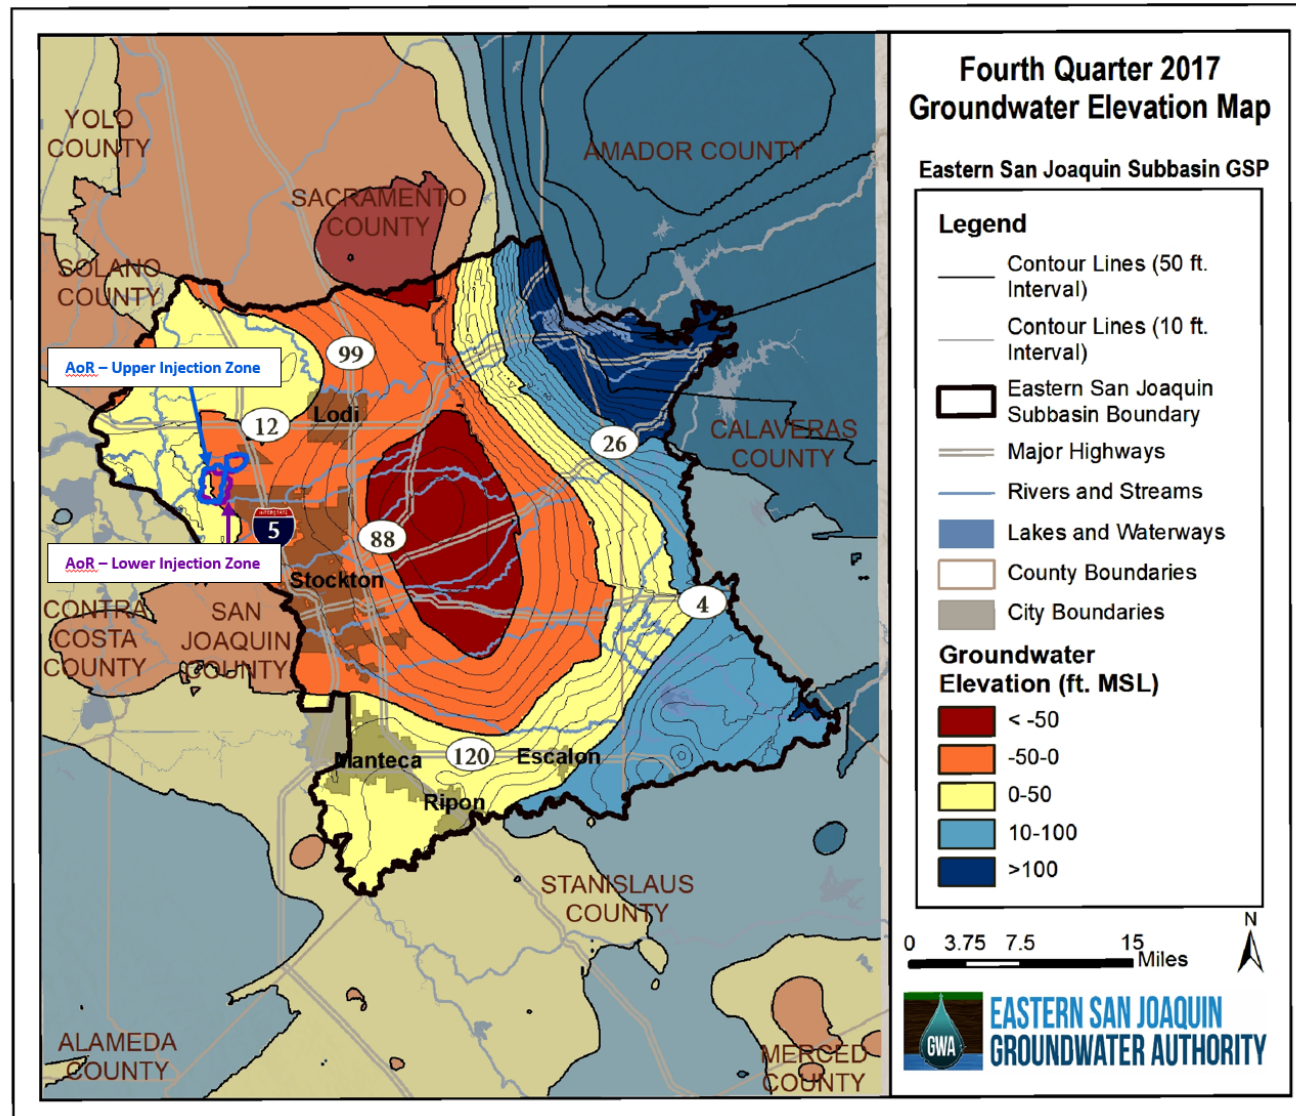 Fourth Quarter 2017
Groundwater Elevation Map
Eastern San Joaquin Subbasin GSP
Legend
Contour Lines (50 ft.
Interval)
Contour Lines (10 ft.
Interval)
Eastern San Joaquin
Subbasin Boundary
Major Highways
Rivers and Streams
Lakes and Waterways
County Boundaries
City Boundaries
Groundwater
Elevation (ft. MSL)
< -50
-50-0
0-50
10-100
>100
N
0 3.75 7.5 15
Miles
GWA
EASTERN SAN JOAQUIN
GROUNDWATER AUTHORITY
YOLO
COUNTY
AMADOR COUNTY
SACRAMENTO
COUNTY
SOLANO
COUNTY
AoR – Upper Injection Zone
99
Lodi
12
26
CALAVERAS
COUNTY
INTERSTATE
5
88
AoR – Lower Injection Zone
Stockton
4
CONTRA
COSTA
COUNTY
SAN
JOAQUIN
COUNTY
Manteca
120
Escalon
Ripon
STANISLAUS
COUNTY
ALAMEDA
COUNTY
MERCED
COUNTY